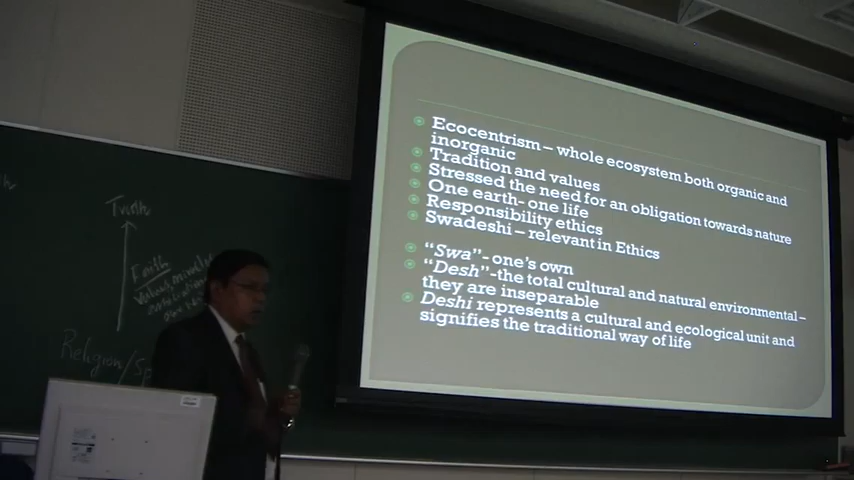 Ecocentrism – whole ecosystem both organic and
inorganic
Tradition and values
Stressed the need for an obligation towards nature
One earth- one life
Responsibility ethics
Swadeshi – relevant in Ethics
“Swa” - one's own
“Desh” -the total cultural and natural environmental –
they are inseparable
Deshi represents a cultural and ecological unit and
signifies the traditional way of life
Truth
Faith
Religion/